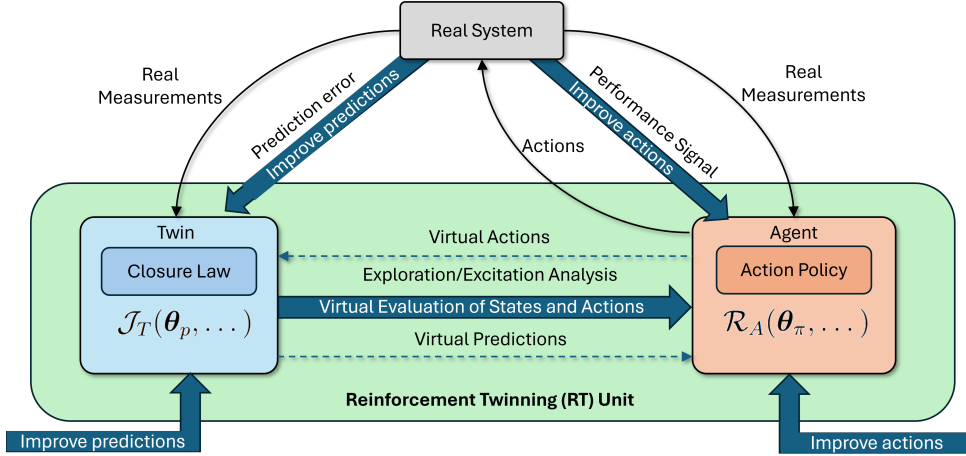 Real System
Real
Measurements
Prediction error
Improve predictions
Performance Signal
Improve actions
Real
Measurements
Actions
Twin
Closure Law
𝒥_T(θ_p, . . . )
Virtual Actions
Exploration/Excitation Analysis
Virtual Evaluation of States and Actions
Virtual Predictions
Agent
Action Policy
ℛ_A(θ_π, . . . )
Reinforcement Twinning (RT) Unit
Improve predictions
Improve actions